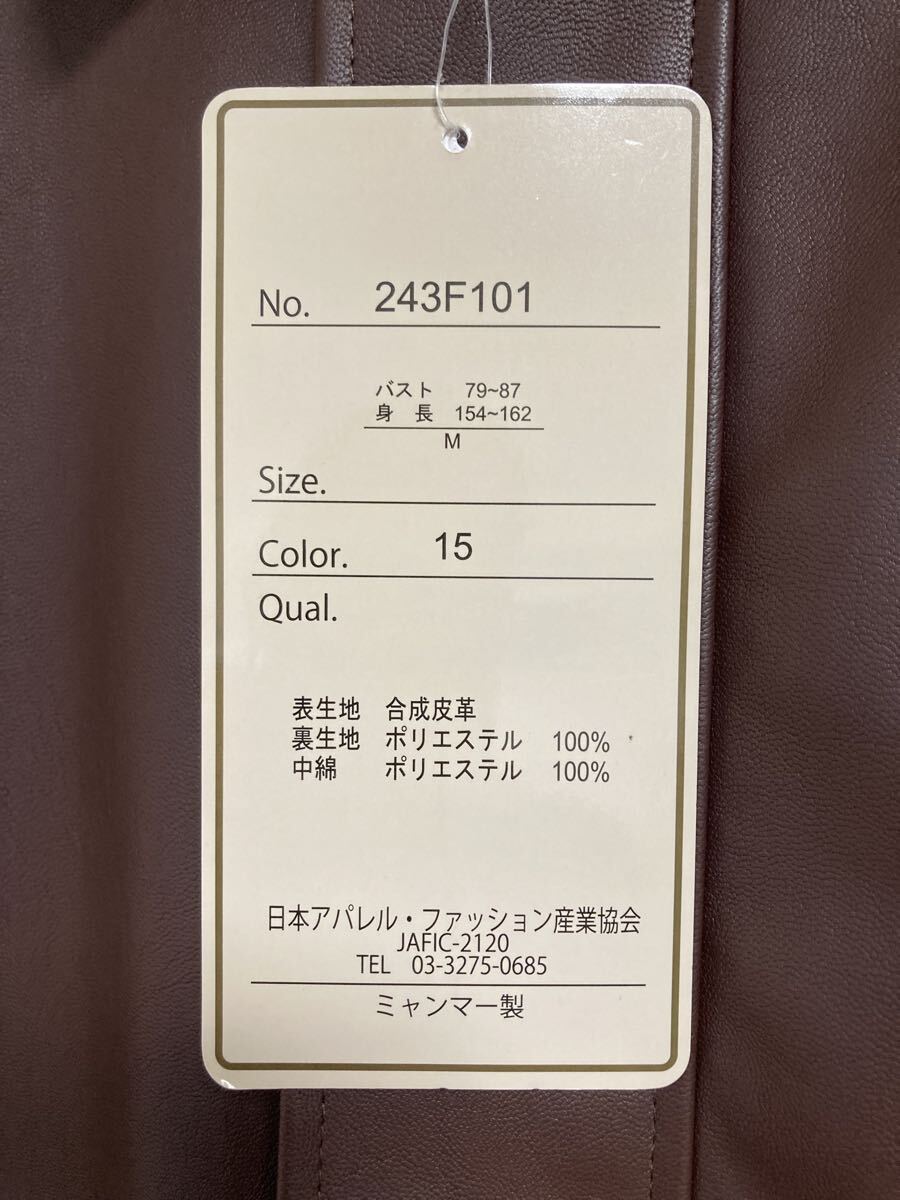 No. 243F101
バスト 79~87
身 長 154~162
M
Size.
Color. 15
Qual.
表生地 合成皮革
裏生地 ポリエステル 100%
中綿 ポリエステル 100%
日本アパレル・ファッション産業協会
JAFIC-2120
TEL 03-3275-0685
ミャンマー製